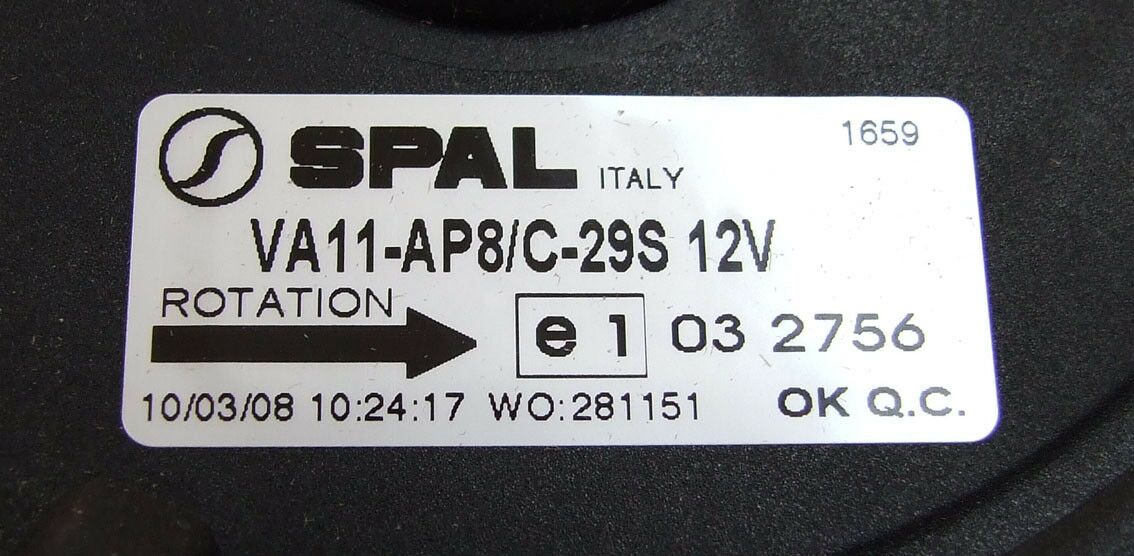 SPAL ITALY 1659
VA11-AP8/C-29S 12V
ROTATION
e 1 03 2756
10/03/08 10:24:17 WO:281151 OK Q.C.